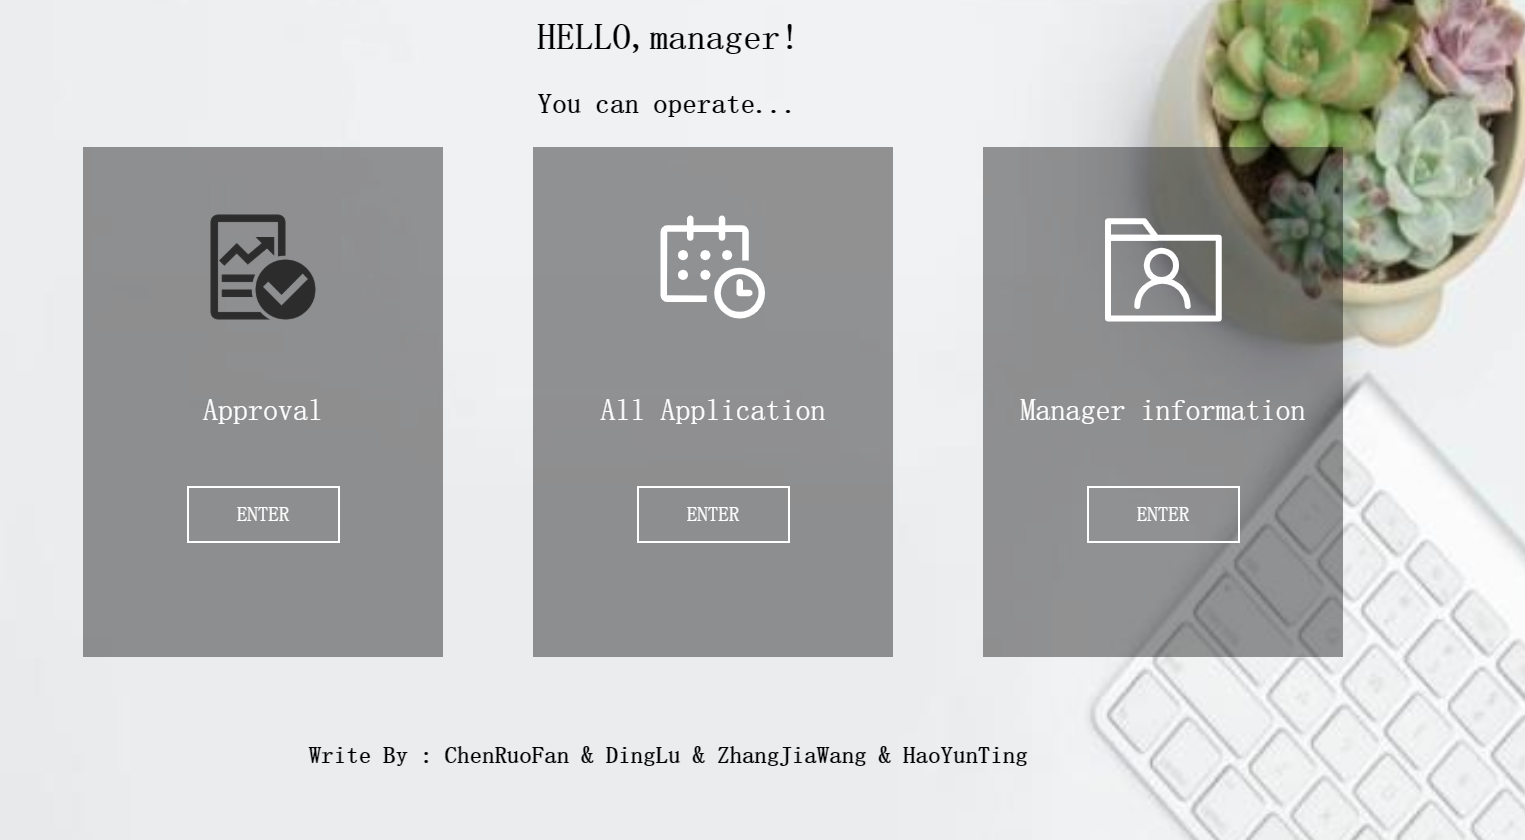 HELLO,manager!
You can operate...
Approval
All Application
Manager information
ENTER
ENTER
ENTER
Write By : ChenRuoFan & DingLu & ZhangJiaWang & HaoYunTing